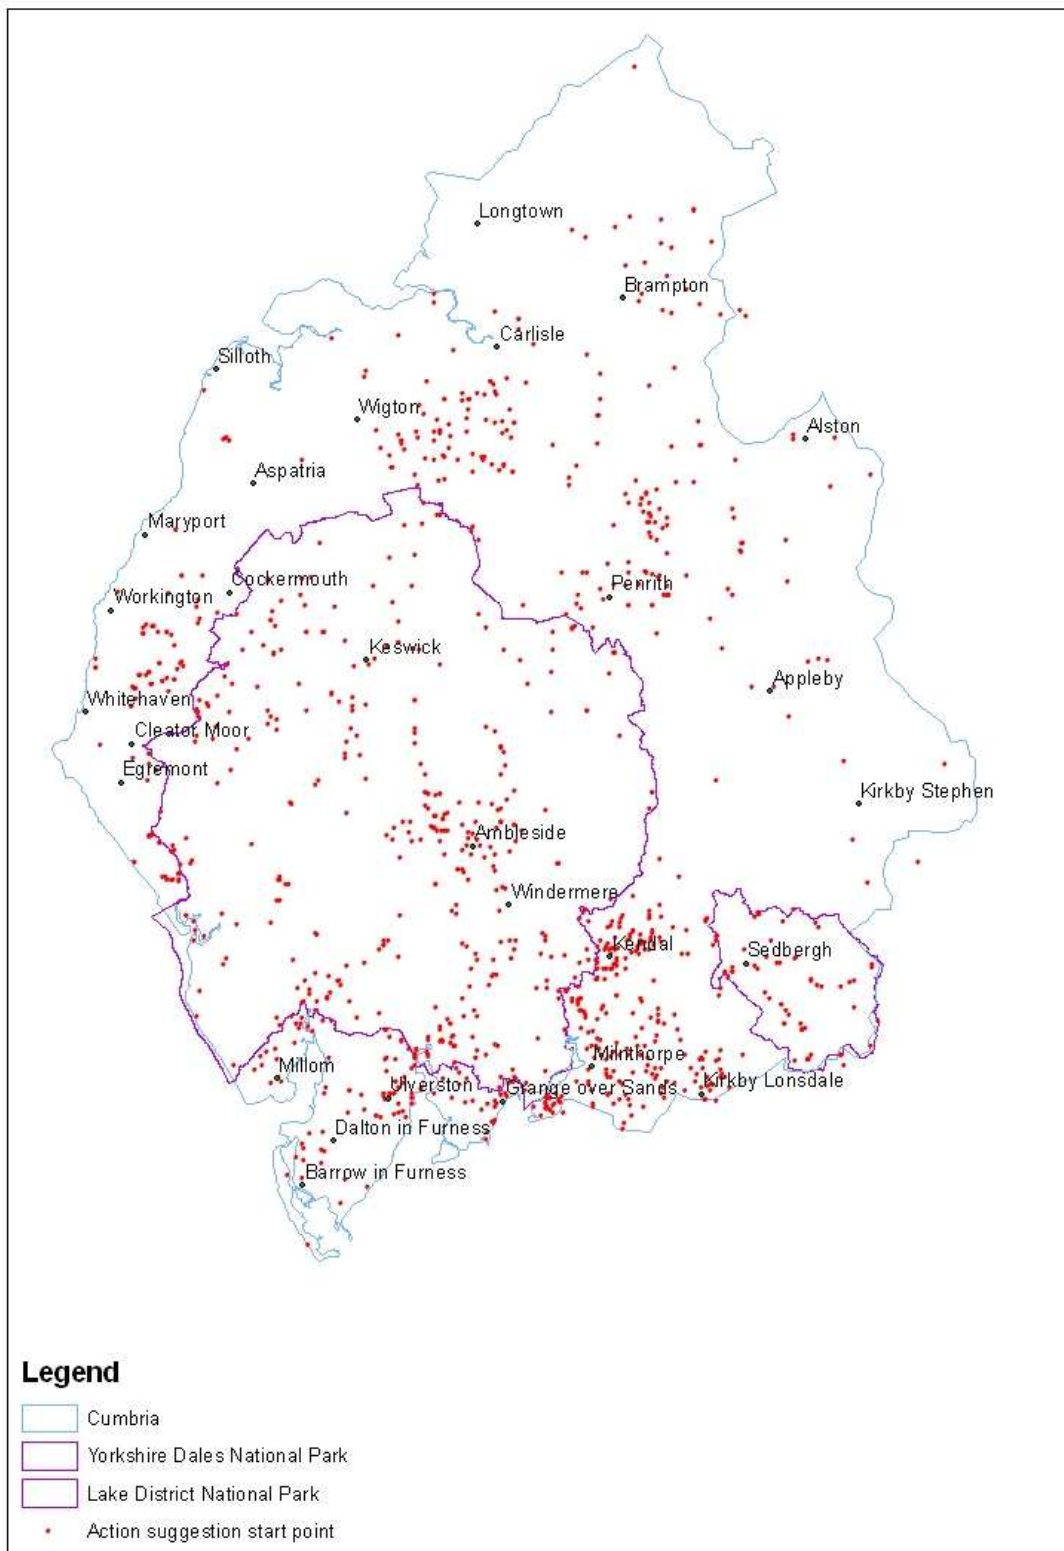 Longtown
Brampton
Carlisle
Silloth
Wigton
Alston
Aspatria
Maryport
Cockermouth
Penrith
Workington
Keswick
Appleby
Whitehaven
Cleator Moor
Egremont
Kirkby Stephen
Ambleside
Windermere
Kendal
Sedbergh
Milnthorpe
Millom
Ulverston
Grange over Sands
Kirkby Lonsdale
Dalton in Furness
Barrow in Furness
Legend
Cumbria
Yorkshire Dales National Park
Lake District National Park
Action suggestion start point